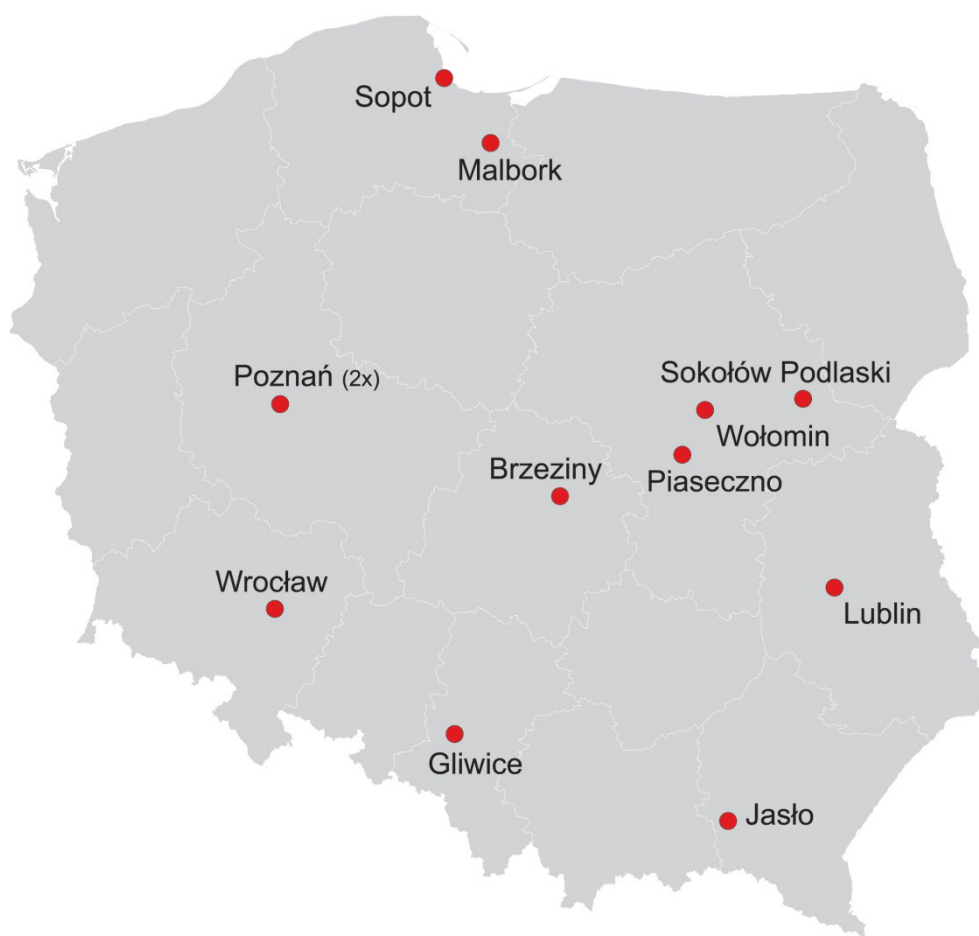 Sopot
Malbork
Poznań (2x)
Sokołów Podlaski
Wołomin
Brzeziny
Piaseczno
Wrocław
Lublin
Gliwice
Jasło